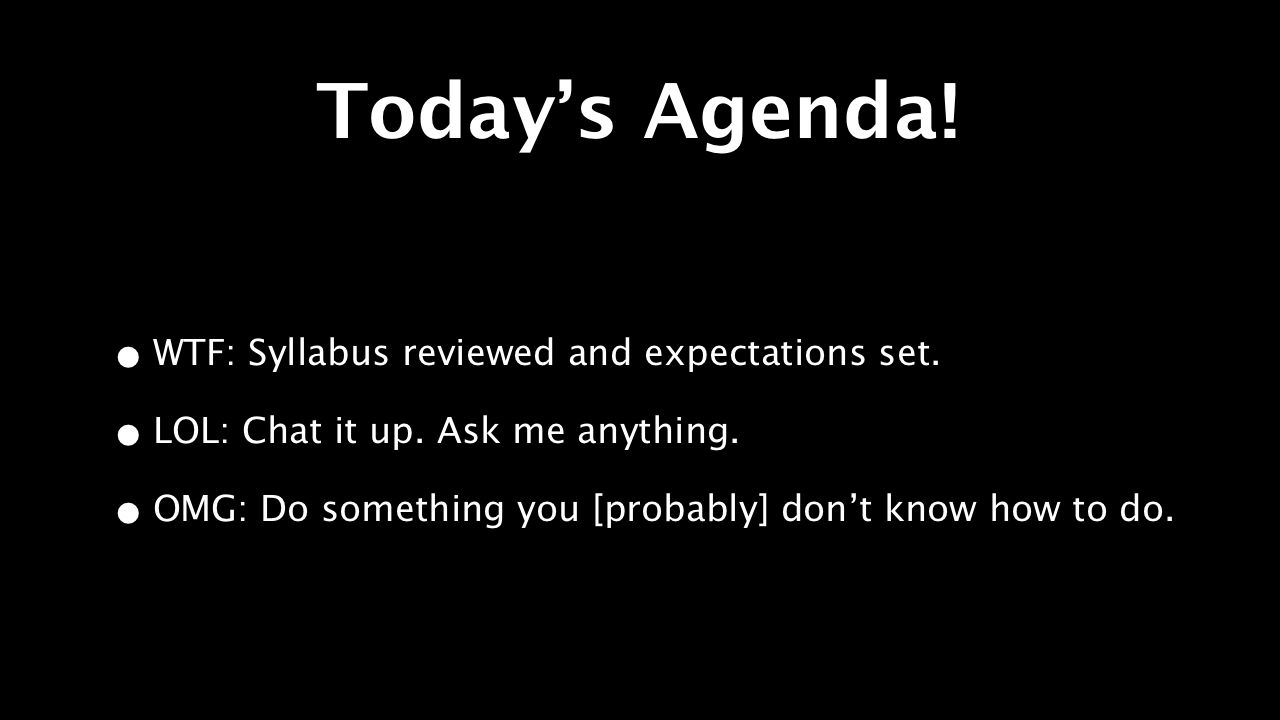 Today’s Agenda!
• WTF: Syllabus reviewed and expectations set.
• LOL: Chat it up. Ask me anything.
• OMG: Do something you [probably] don’t know how to do.